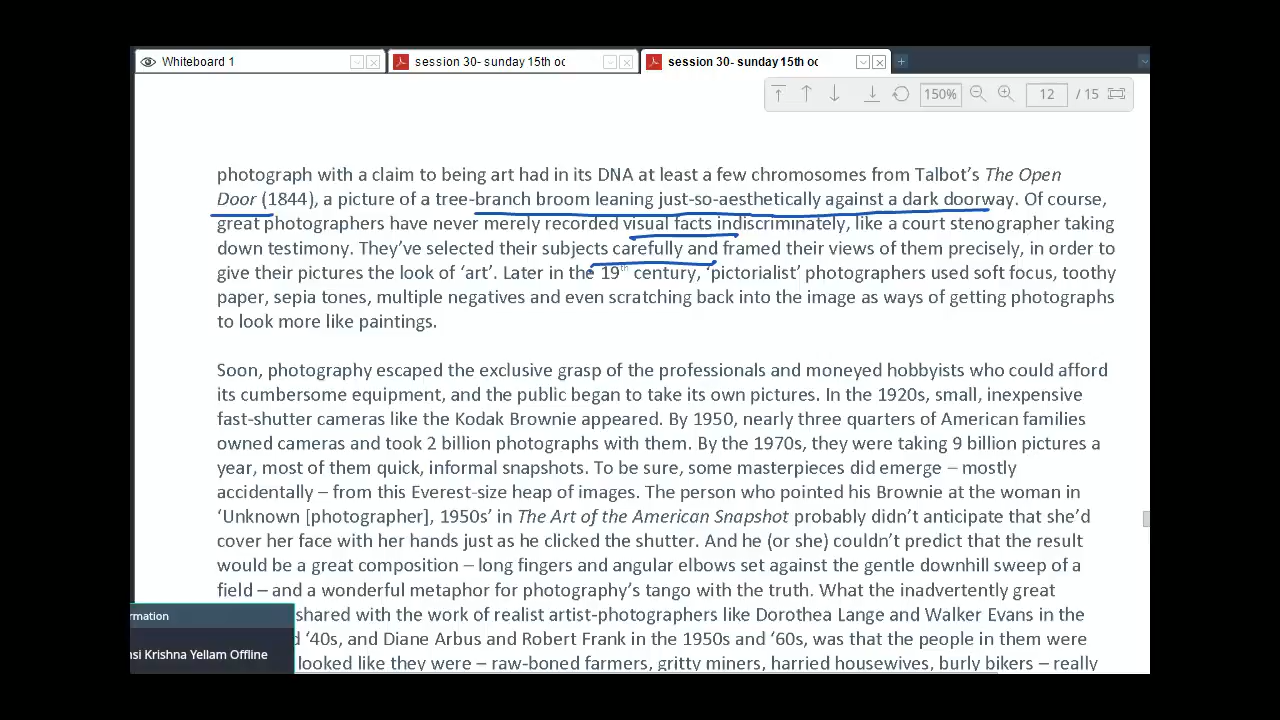 Whiteboard 1
session 30- sunday 15th oc
session 30- sunday 15th oc
150%
12 / 15
photograph with a claim to being art had in its DNA at least a few chromosomes from Talbot’s The Open
Door (1844), a picture of a tree-branch broom leaning just-so-aesthetically against a dark doorway. Of course,
great photographers have never merely recorded visual facts indiscriminately, like a court stenographer taking
down testimony. They’ve selected their subjects carefully and framed their views of them precisely, in order to
give their pictures the look of ‘art’. Later in the 19th century, ‘pictorialist’ photographers used soft focus, toothy
paper, sepia tones, multiple negatives and even scratching back into the image as ways of getting photographs
to look more like paintings.
Soon, photography escaped the exclusive grasp of the professionals and moneyed hobbyists who could afford
its cumbersome equipment, and the public began to take its own pictures. In the 1920s, small, inexpensive
fast-shutter cameras like the Kodak Brownie appeared. By 1950, nearly three quarters of American families
owned cameras and took 2 billion photographs with them. By the 1970s, they were taking 9 billion pictures a
year, most of them quick, informal snapshots. To be sure, some masterpieces did emerge – mostly
accidentally – from this Everest-size heap of images. The person who pointed his Brownie at the woman in
‘Unknown [photographer], 1950s’ in The Art of the American Snapshot probably didn’t anticipate that she’d
cover her face with her hands just as he clicked the shutter. And he (or she) couldn’t predict that the result
would be a great composition – long fingers and angular elbows set against the gentle downhill sweep of a
field – and a wonderful metaphor for photography’s tango with the truth. What the inadvertently great
shared with the work of realist artist-photographers like Dorothea Lange and Walker Evans in the
d ‘40s, and Diane Arbus and Robert Frank in the 1950s and ‘60s, was that the people in them were
looked like they were – raw-boned farmers, gritty miners, harried housewives, burly bikers – really
rmation
nsi Krishna Yellam Offline